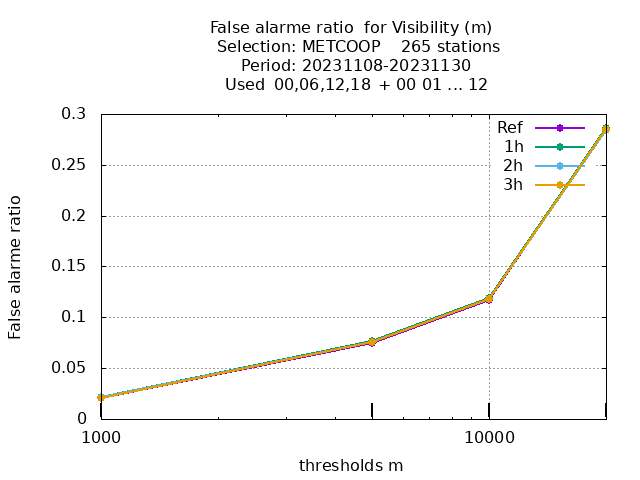 False alarme ratio  for Visibility (m)
Selection: METCOOP    265 stations
Period: 20231108-20231130
Used  00,06,12,18  + 00 01 ... 12
0.3
0.25
0.2
0.15
0.1
0.05
0
False alarme ratio
Ref
1h
2h
3h
1000
10000
thresholds m